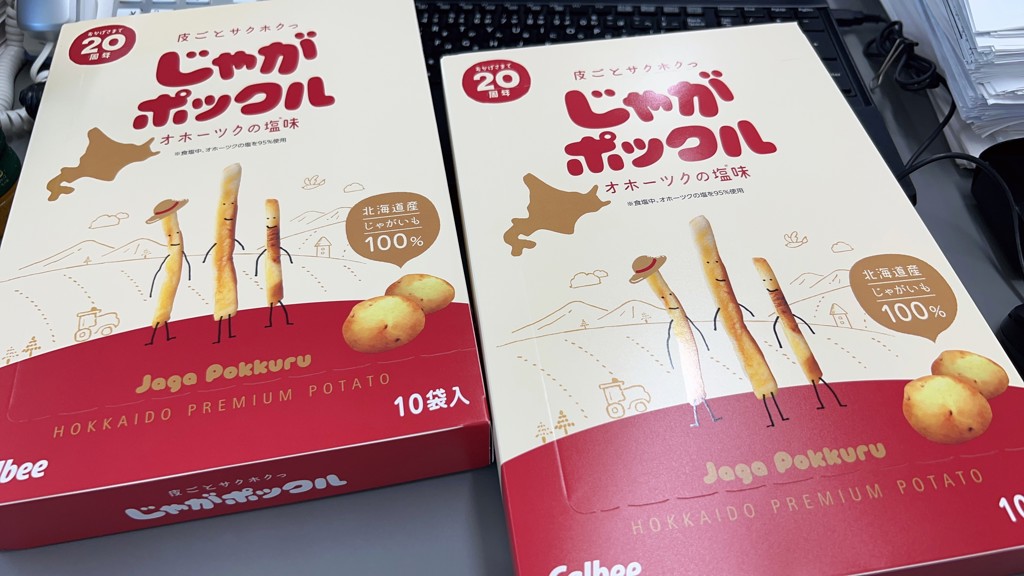 おかげさまで
20
周年
皮ごとサクホクっ
じゃが
ポックル
オホーツクの塩味
※食塩中、オホーツクの塩を95%使用
北海道産
じゃがいも
100%
Jaga Pokkuru
HOKKAIDO PREMIUM POTATO
10袋入
lbee
皮ごとサクホクっ
じゃがポックル
おかげさまで
20
周年
皮ごとサクホクっ
じゃが
ポックル
オホーツクの塩味
※食塩中、オホーツクの塩を95%使用
北海道産
じゃがいも
100%
Jaga Pokkuru
HOKKAIDO PREMIUM POTATO
10
Calbee